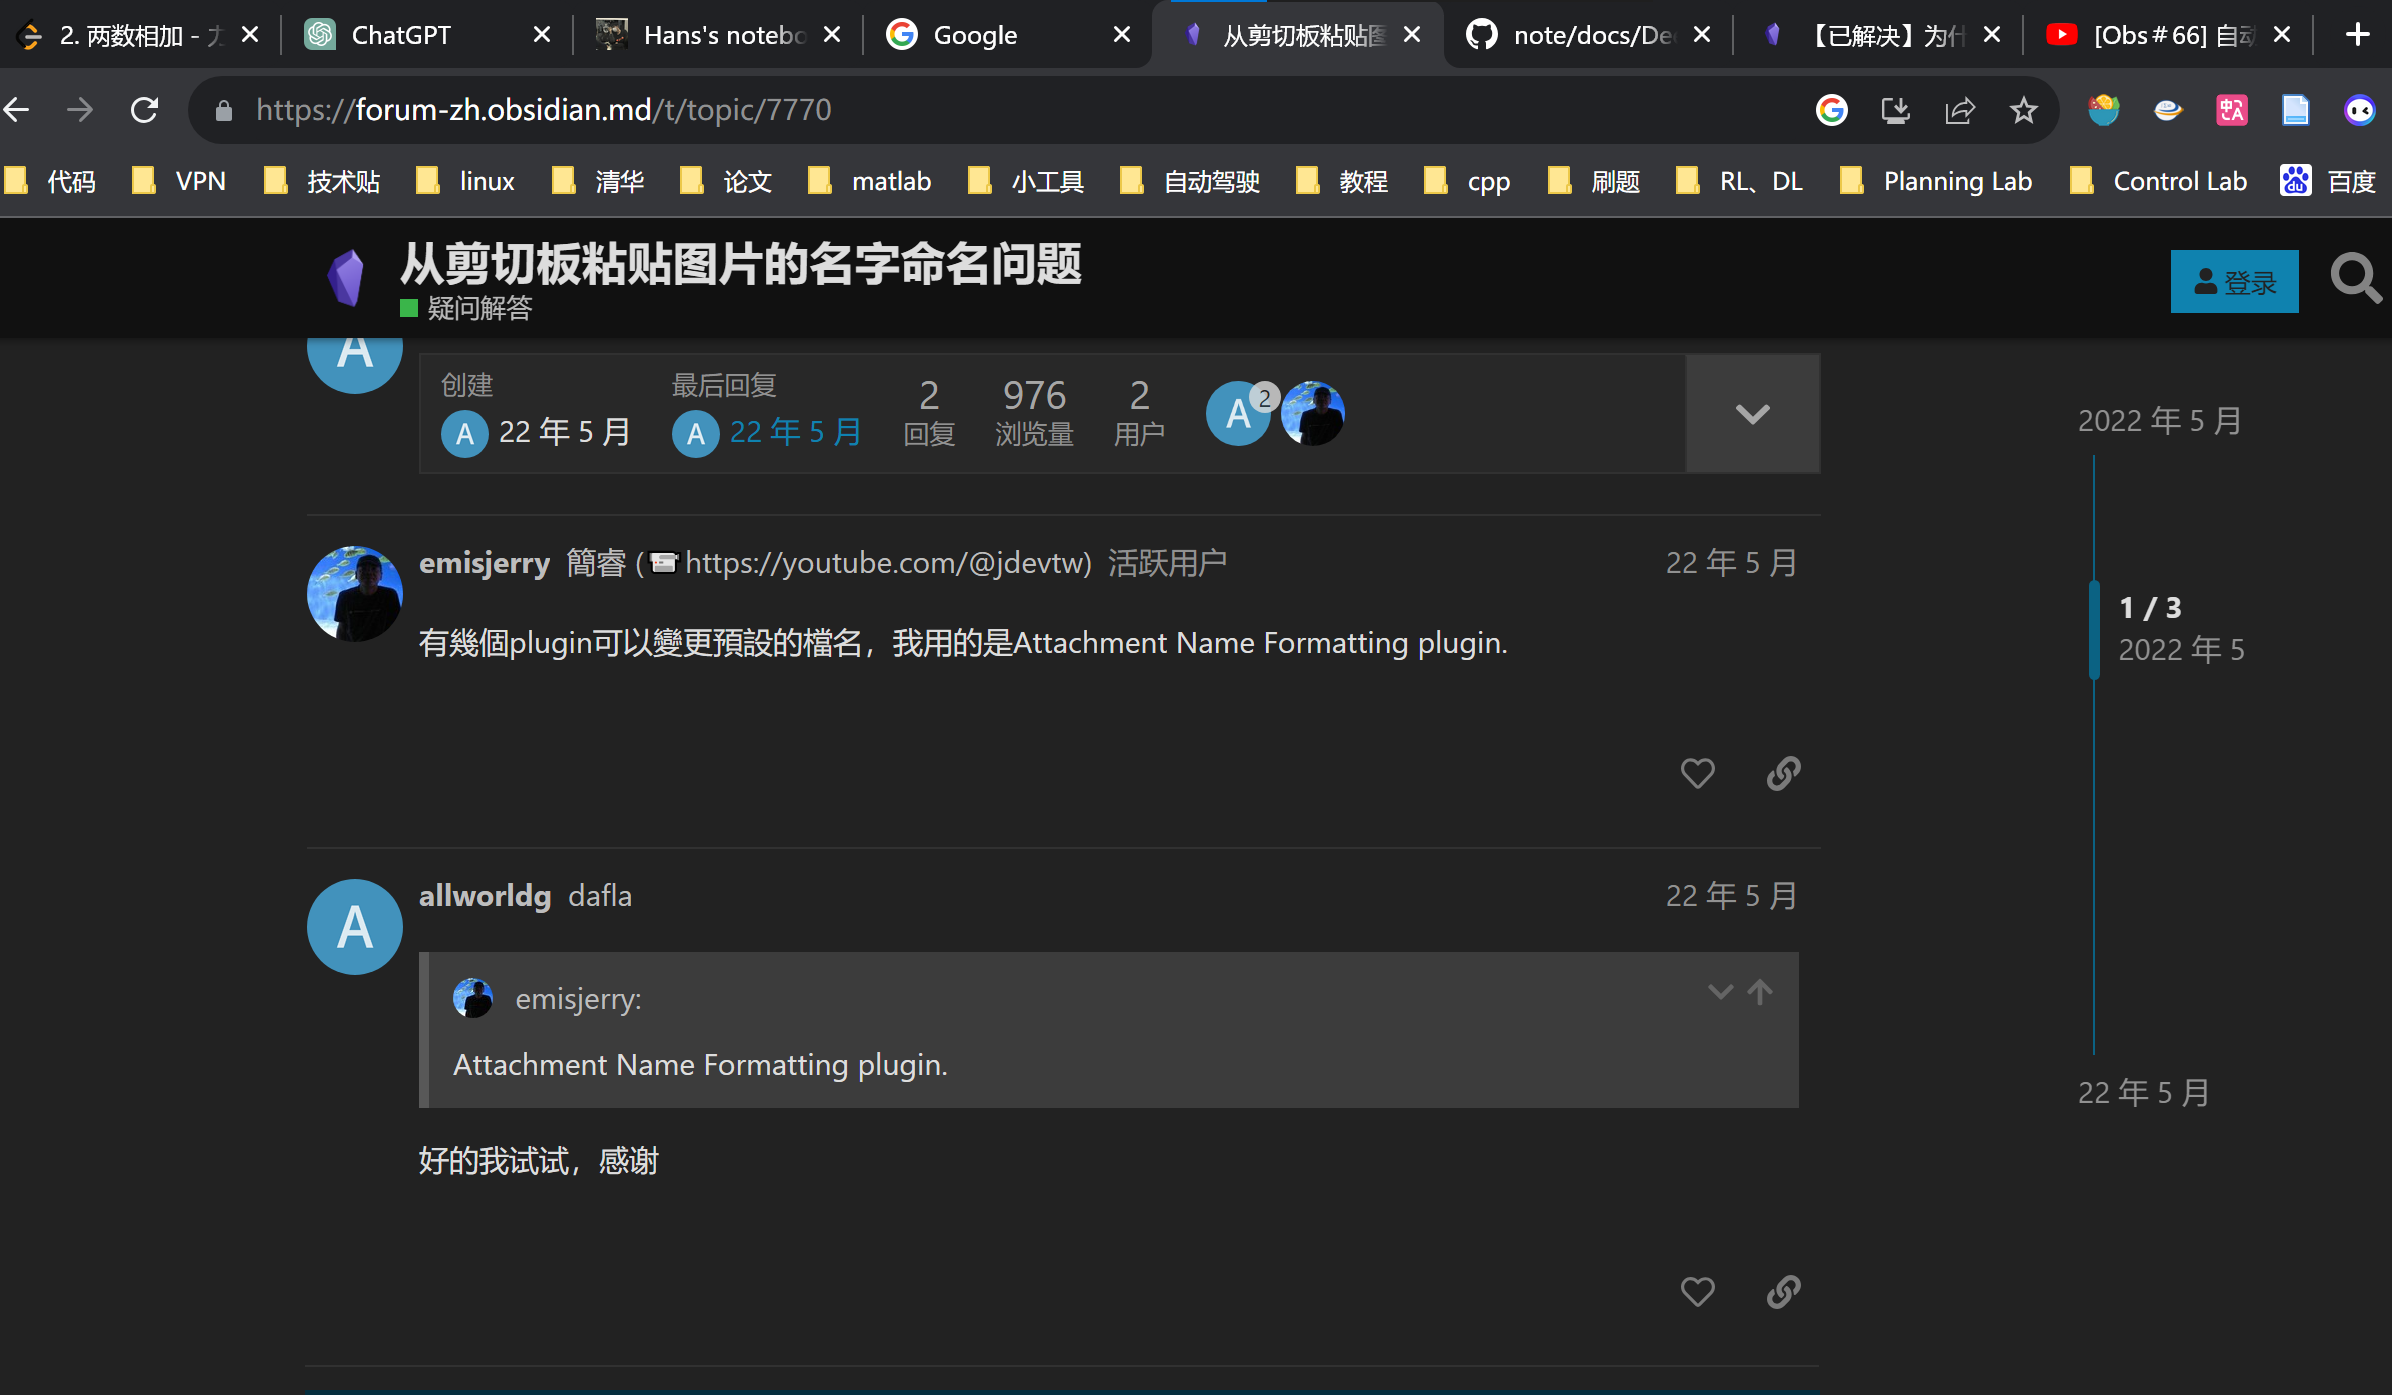 2. 两数相加 - 力
ChatGPT
Hans's notebo
Google
从剪切板粘贴图
note/docs/De
【已解决】为什
[Obs#66] 自动
https://forum-zh.obsidian.md/t/topic/7770
代码
VPN
技术贴
linux
清华
论文
matlab
小工具
自动驾驶
教程
cpp
刷题
RL、DL
Planning Lab
Control Lab
百度
从剪切板粘贴图片的名字命名问题
疑问解答
登录
A
创建
A 22 年 5 月
最后回复
A 22 年 5 月
2
回复
976
浏览量
2
用户
A 2
2022 年 5 月
1 / 3
2022 年 5
22 年 5 月
emisjerry 簡睿 (https://youtube.com/@jdevtw) 活跃用户
22 年 5 月
有幾個plugin可以變更預設的檔名，我用的是Attachment Name Formatting plugin.
A
allworldg dafla
22 年 5 月
emisjerry:
Attachment Name Formatting plugin.
好的我试试，感谢